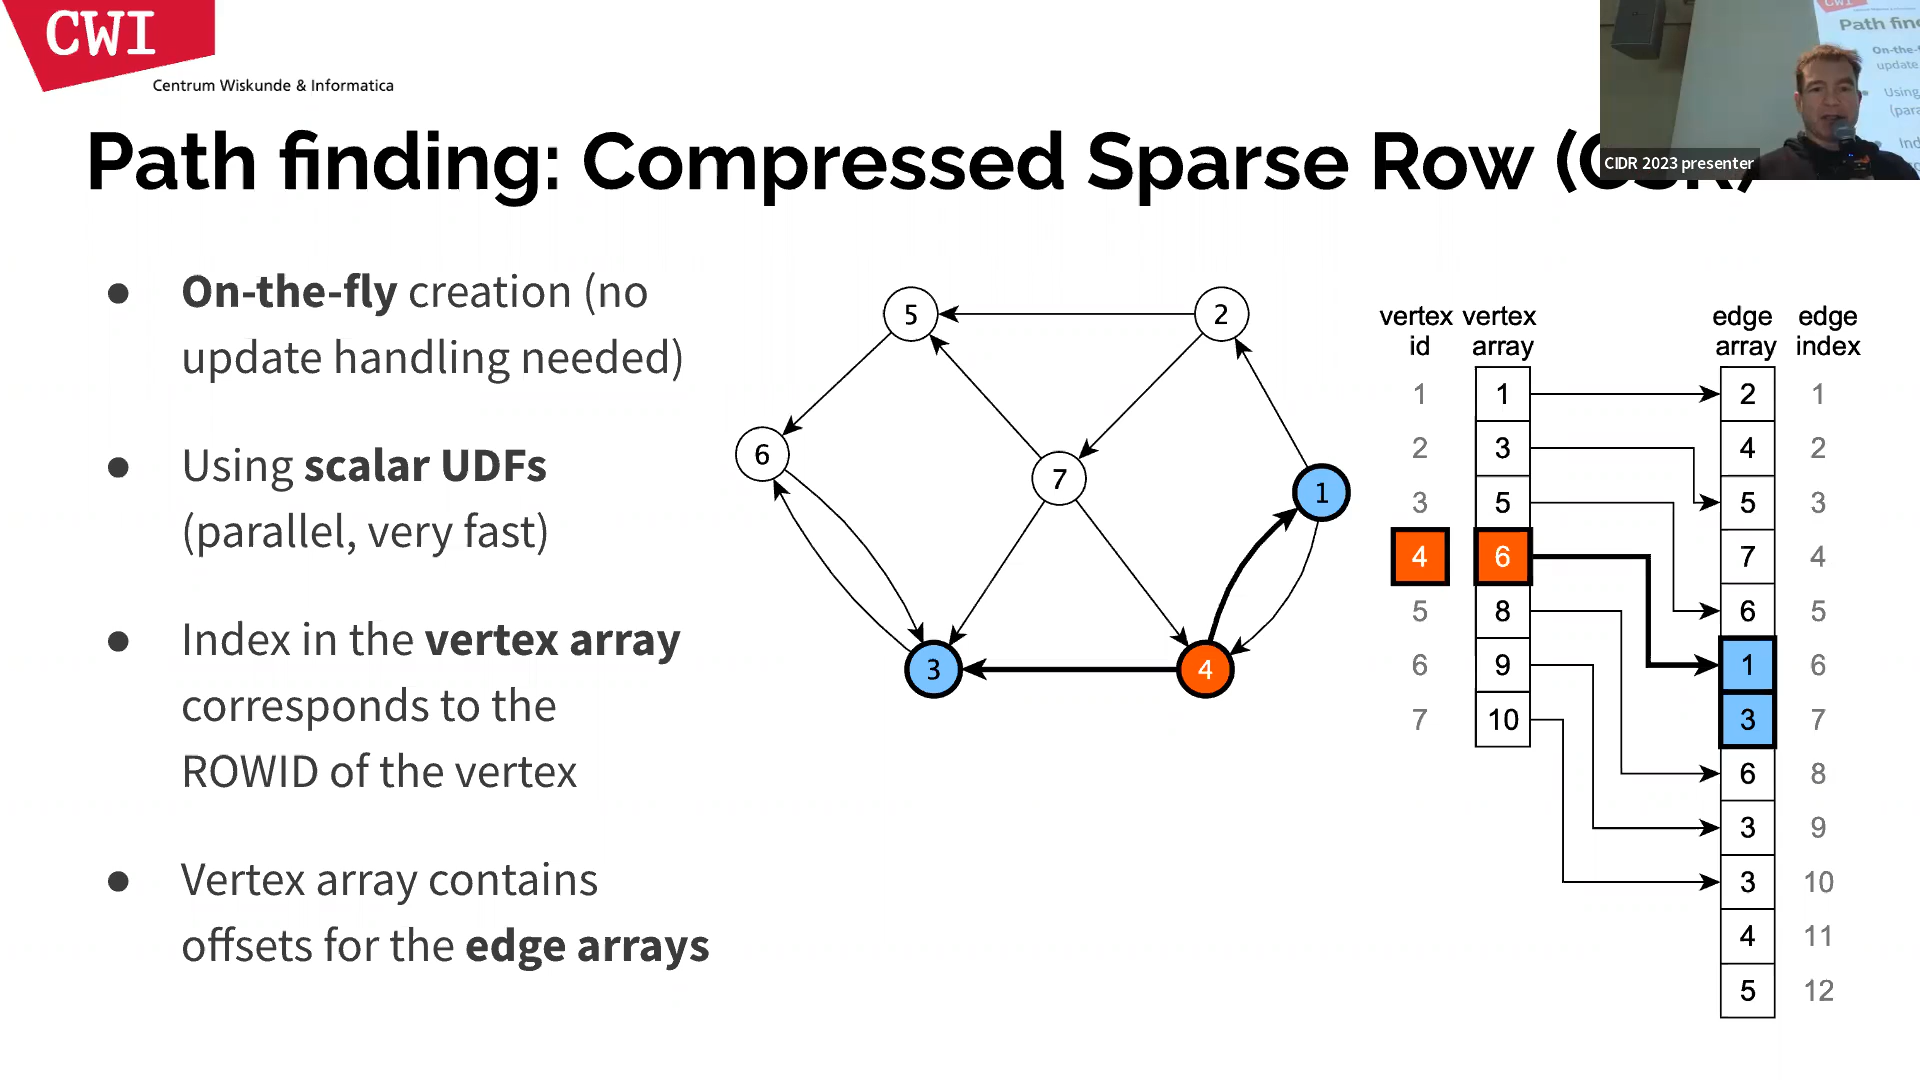 CWI
Centrum Wiskunde & Informatica
Path finding: Compressed Sparse Row
CIDR 2023 presenter
Path
On-the-
update
Using
● On-the-fly creation (no
update handling needed)
● Using scalar UDFs
(parallel, very fast)
● Index in the vertex array
corresponds to the
ROWID of the vertex
● Vertex array contains
offsets for the edge arrays
5
2
6
7
1
3
4
vertex vertex edge edge
id array array index
1 1 2 1
2 3 4 2
3 5 5 3
4 6 7 4
5 8 6 5
6 9 1 6
7 10 3 7
6 8
3 9
3 10
4 11
5 12